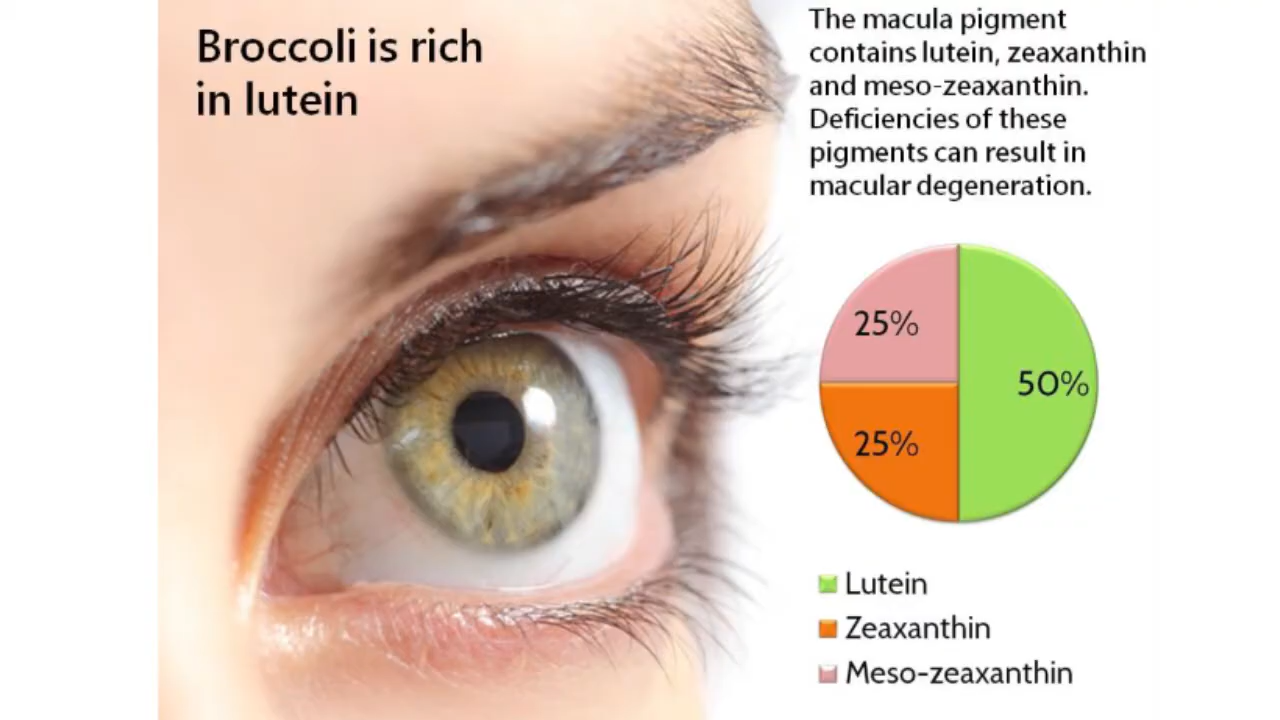 Broccoli is rich
in lutein
The macula pigment
contains lutein, zeaxanthin
and meso-zeaxanthin.
Deficiencies of these
pigments can result in
macular degeneration.
25%
50%
25%
Lutein
Zeaxanthin
Meso-zeaxanthin